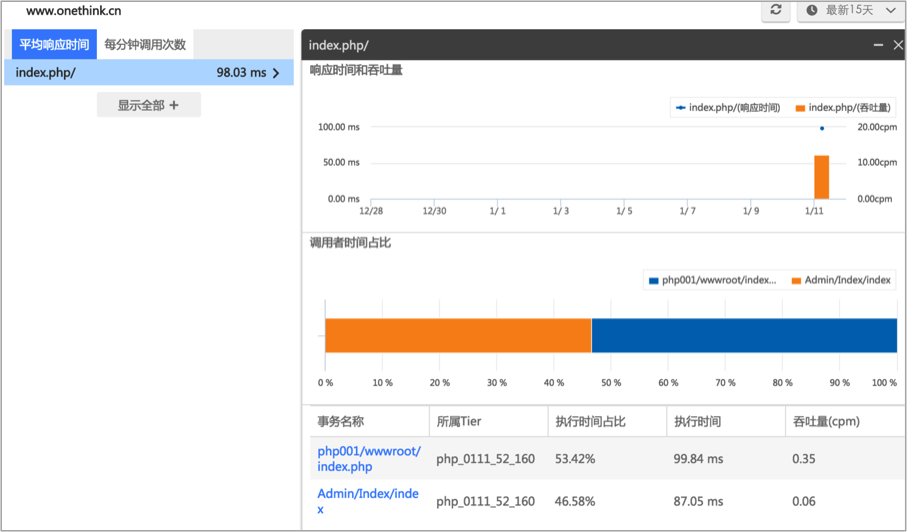 www.onethink.cn
最新15天
平均响应时间 每分钟调用次数
index.php/ 98.03 ms
显示全部 +
index.php/
响应时间和吞吐量
index.php/(响应时间) index.php/(吞吐量)
100.00 ms 20.00cpm
50.00 ms 10.00cpm
0.00 ms 0.00cpm
12/28 12/30 1/ 1 1/ 3 1/ 5 1/ 7 1/ 9 1/11
调用者时间占比
php001/wwwroot/index... Admin/Index/index
0 % 10 % 20 % 30 % 40 % 50 % 60 % 70 % 80 % 90 % 100 %
事务名称 所属Tier 执行时间占比 执行时间 吞吐量(cpm)
php001/wwwroot/
index.php php_0111_52_160 53.42% 99.84 ms 0.35
Admin/Index/inde
x php_0111_52_160 46.58% 87.05 ms 0.06